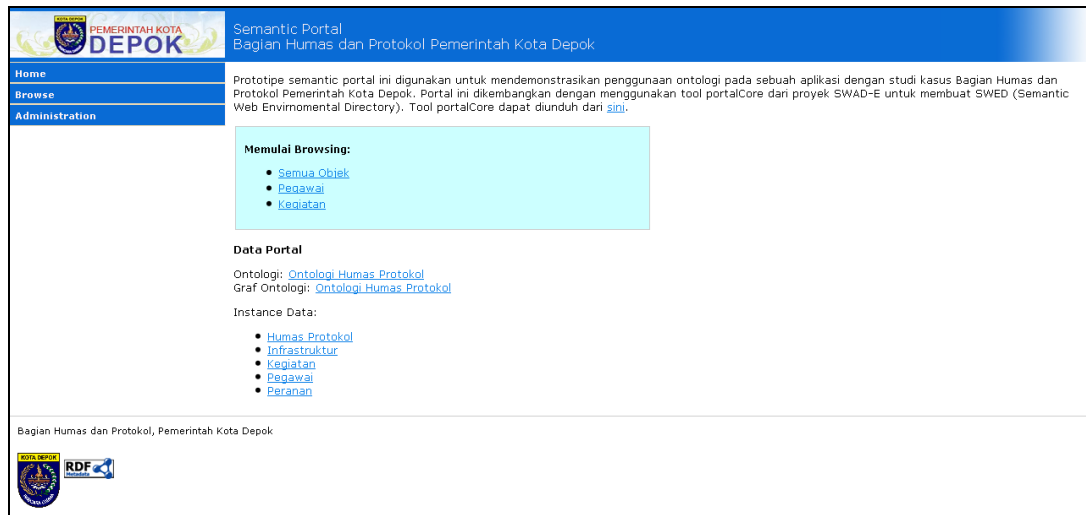 KOTA DEPOK
PEMERINTAH KOTA
DEPOK
Semantic Portal
Bagian Humas dan Protokol Pemerintah Kota Depok
Home
Browse
Administration
Prototipe semantic portal ini digunakan untuk mendemonstrasikan penggunaan ontologi pada sebuah aplikasi dengan studi kasus Bagian Humas dan
Protokol Pemerintah Kota Depok. Portal ini dikembangkan dengan menggunakan tool portalCore dari proyek SWAD-E untuk membuat SWED (Semantic
Web Envirnomental Directory). Tool portalCore dapat diunduh dari sini.
Memulai Browsing:
Semua Objek
Pegawai
Kegiatan
Data Portal
Ontologi: Ontologi Humas Protokol
Graf Ontologi: Ontologi Humas Protokol
Instance Data:
Humas Protokol
Infrastruktur
Kegiatan
Pegawai
Peranan
Bagian Humas dan Protokol, Pemerintah Kota Depok
KOTA DEPOK
RDF
Metadata